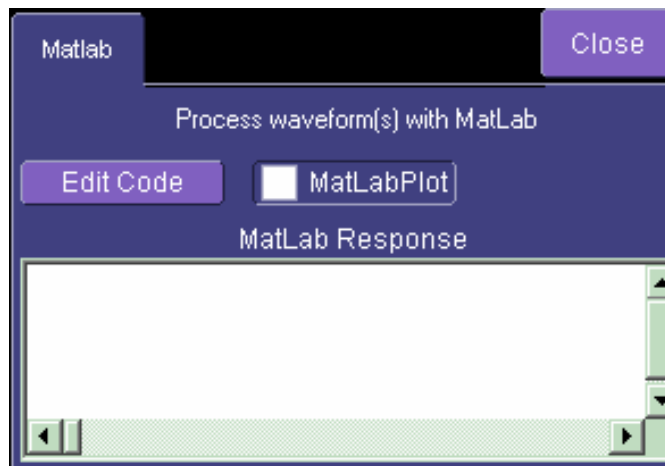 Matlab
Close
Process waveform(s) with MatLab
Edit Code
MatLabPlot
MatLab Response